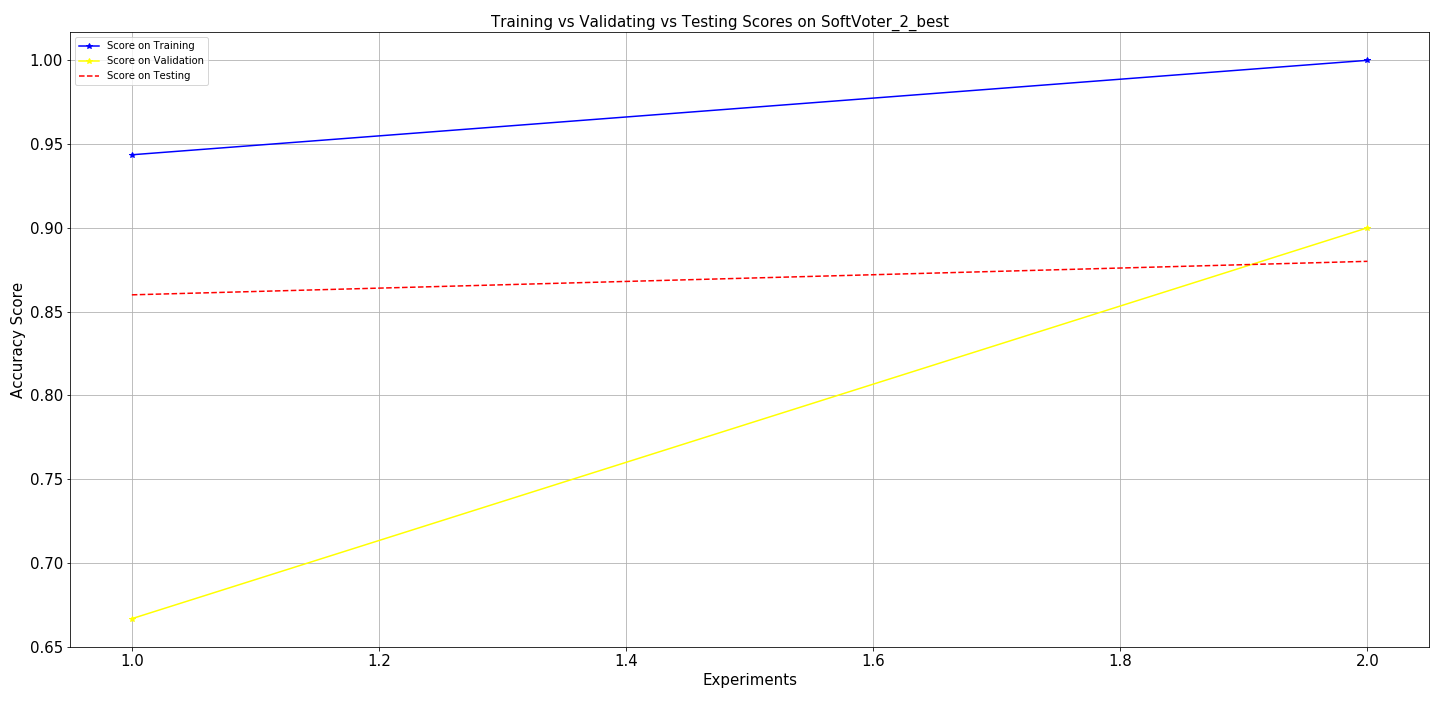 Training vs Validating vs Testing Scores on SoftVoter_2_best
Score on Training
Score on Validation
Score on Testing
1.00
0.95
0.90
0.85
0.80
0.75
0.70
0.65
Accuracy Score
1.0 1.2 1.4 1.6 1.8 2.0
Experiments